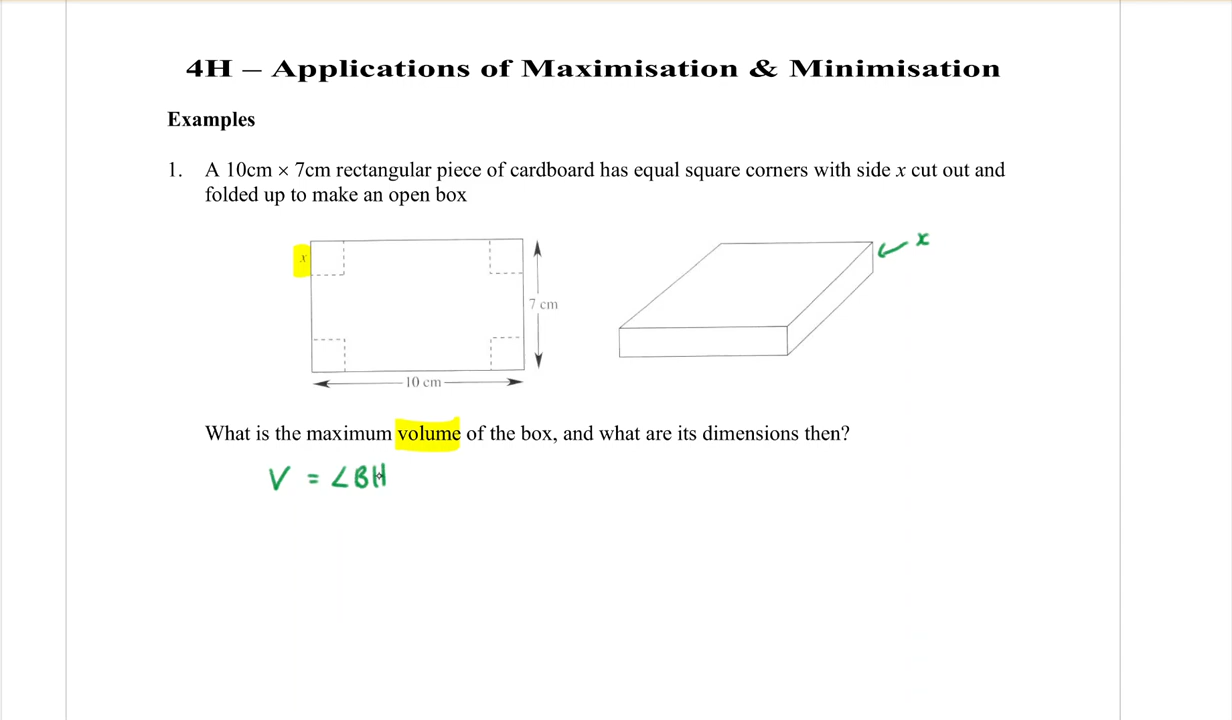 4H – Applications of Maximisation & Minimisation
Examples
1. A 10cm × 7cm rectangular piece of cardboard has equal square corners with side x cut out and
folded up to make an open box
x
7 cm
10 cm
x
What is the maximum volume of the box, and what are its dimensions then?
V = LBH